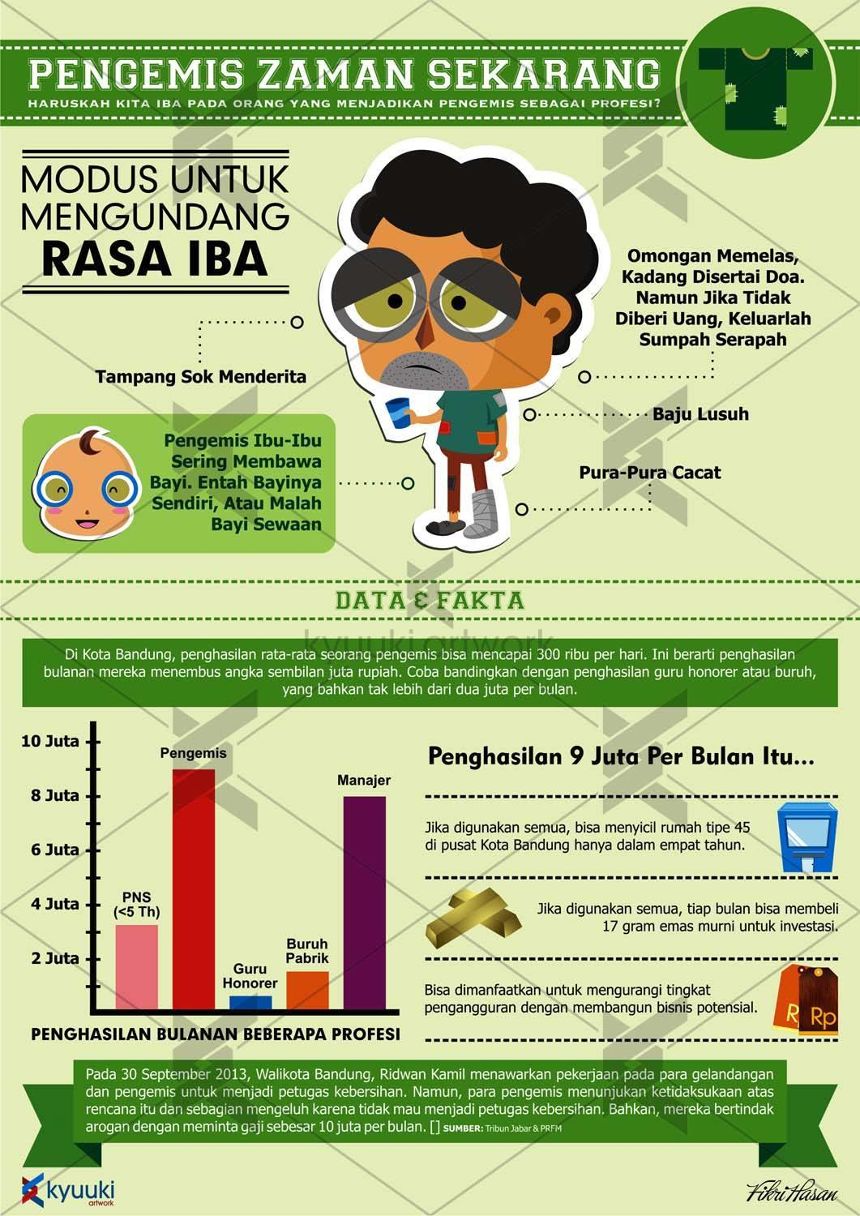 PENGEMIS ZAMAN SEKARANG
HARUSKAH KITA IBA PADA ORANG YANG MENJADIKAN PENGEMIS SEBAGAI PROFESI?
MODUS UNTUK
MENGUNDANG
RASA IBA
Omongan Memelas,
Kadang Disertai Doa.
Namun Jika Tidak
Diberi Uang, Keluarlah
Sumpah Serapah
Tampang Sok Menderita
Baju Lusuh
Pengemis Ibu-Ibu
Sering Membawa
Bayi. Entah Bayinya
Sendiri, Atau Malah
Bayi Sewaan
Pura-Pura Cacat
DATA & FAKTA
kyuuki artwork
Di Kota Bandung, penghasilan rata-rata seorang pengemis bisa mencapai 300 ribu per hari. Ini berarti penghasilan
bulanan mereka menembus angka sembilan juta rupiah. Coba bandingkan dengan penghasilan guru honorer atau buruh,
yang bahkan tak lebih dari dua juta per bulan.
10 Juta
8 Juta
6 Juta
4 Juta
2 Juta
PNS
(<5 Th)
Pengemis
Guru
Honorer
Buruh
Pabrik
Manajer
PENGHASILAN BULANAN BEBERAPA PROFESI
Penghasilan 9 Juta Per Bulan Itu...
Jika digunakan semua, bisa menyicil rumah tipe 45
di pusat Kota Bandung hanya dalam empat tahun.
Jika digunakan semua, tiap bulan bisa membeli
17 gram emas murni untuk investasi.
Bisa dimanfaatkan untuk mengurangi tingkat
pengangguran dengan membangun bisnis potensial.
R
Rp
Pada 30 September 2013, Walikota Bandung, Ridwan Kamil menawarkan pekerjaan pada para gelandangan
dan pengemis untuk menjadi petugas kebersihan. Namun, para pengemis menunjukan ketidaksukaan atas
rencana itu dan sebagian mengeluh karena tidak mau menjadi petugas kebersihan. Bahkan, mereka bertindak
arogan dengan meminta gaji sebesar 10 juta per bulan. [] SUMBER: Tribun Jabar & PRFM
kyuuki
artwork
Fikri Hasan